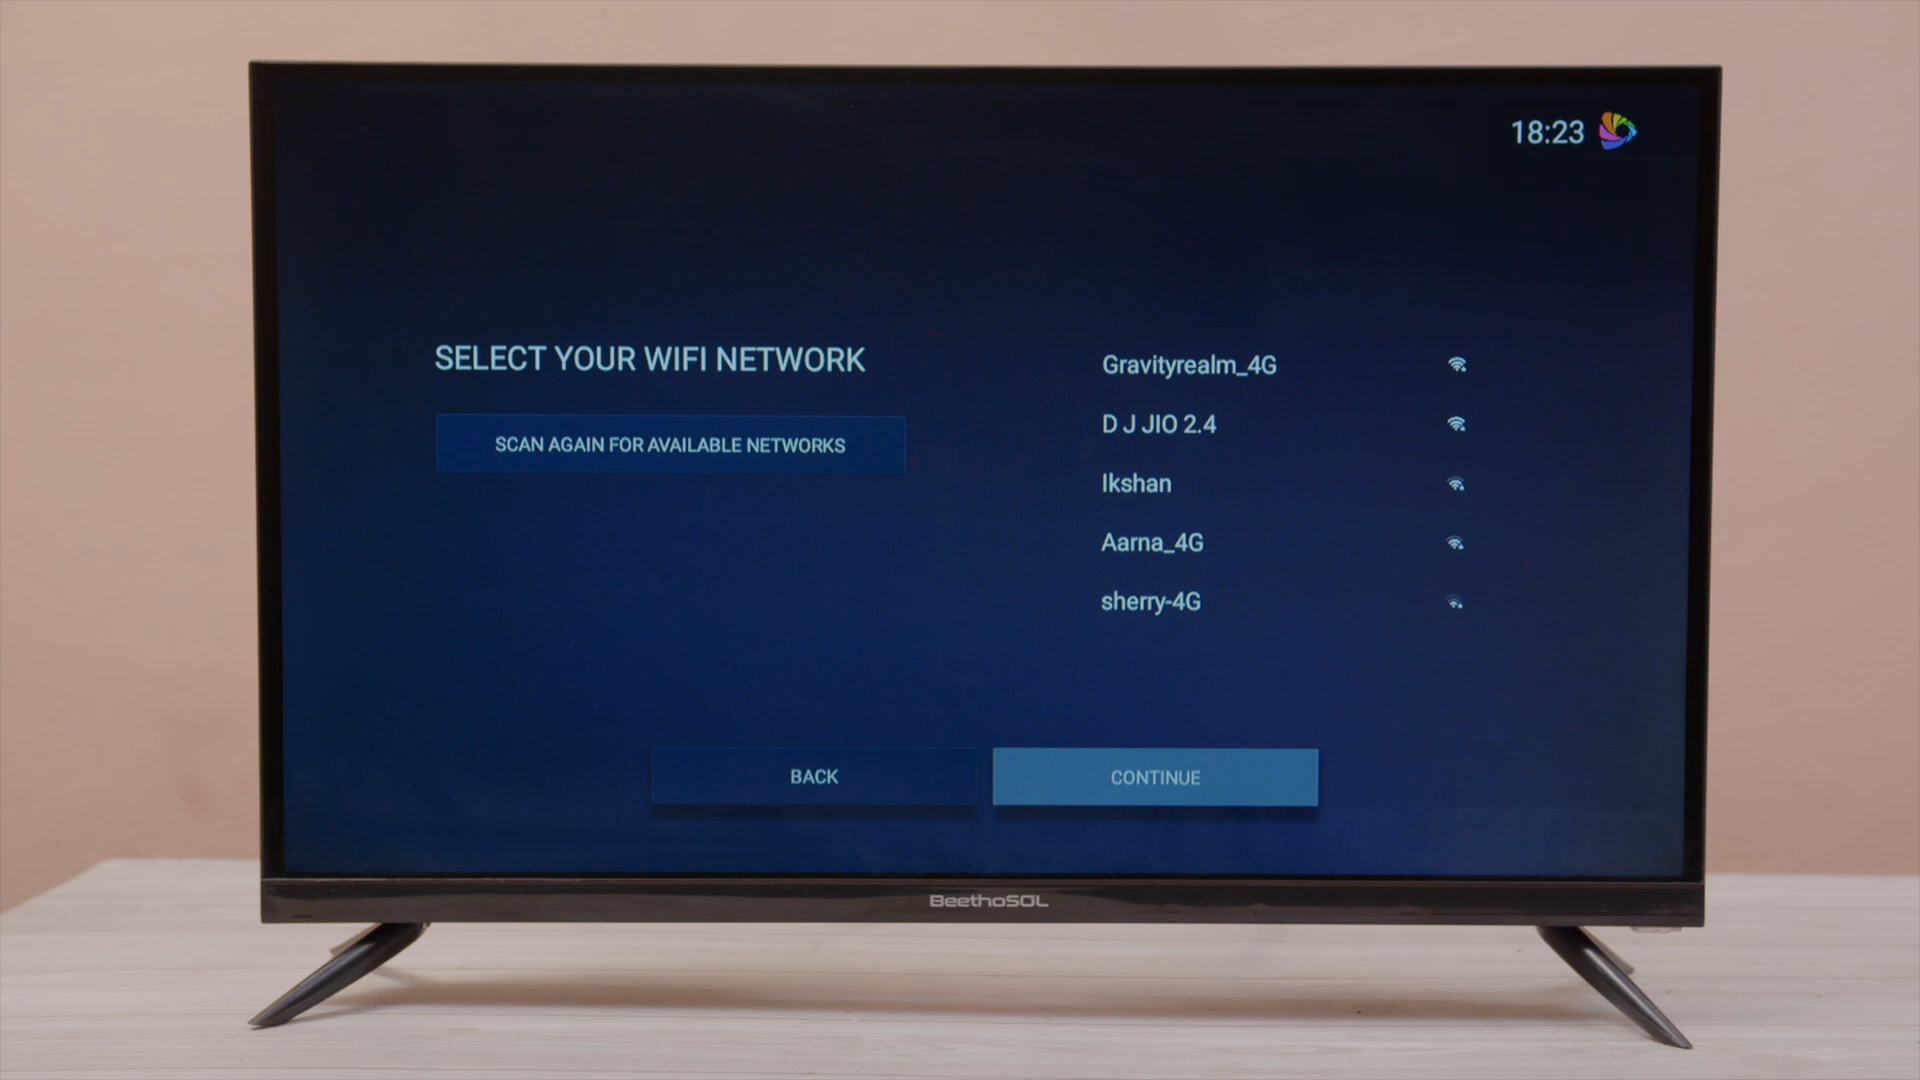 18:23
SELECT YOUR WIFI NETWORK
SCAN AGAIN FOR AVAILABLE NETWORKS
Gravityrealm_4G
D J JIO 2.4
Ikshan
Aarna_4G
sherry-4G
BACK
CONTINUE
BeethoSOL